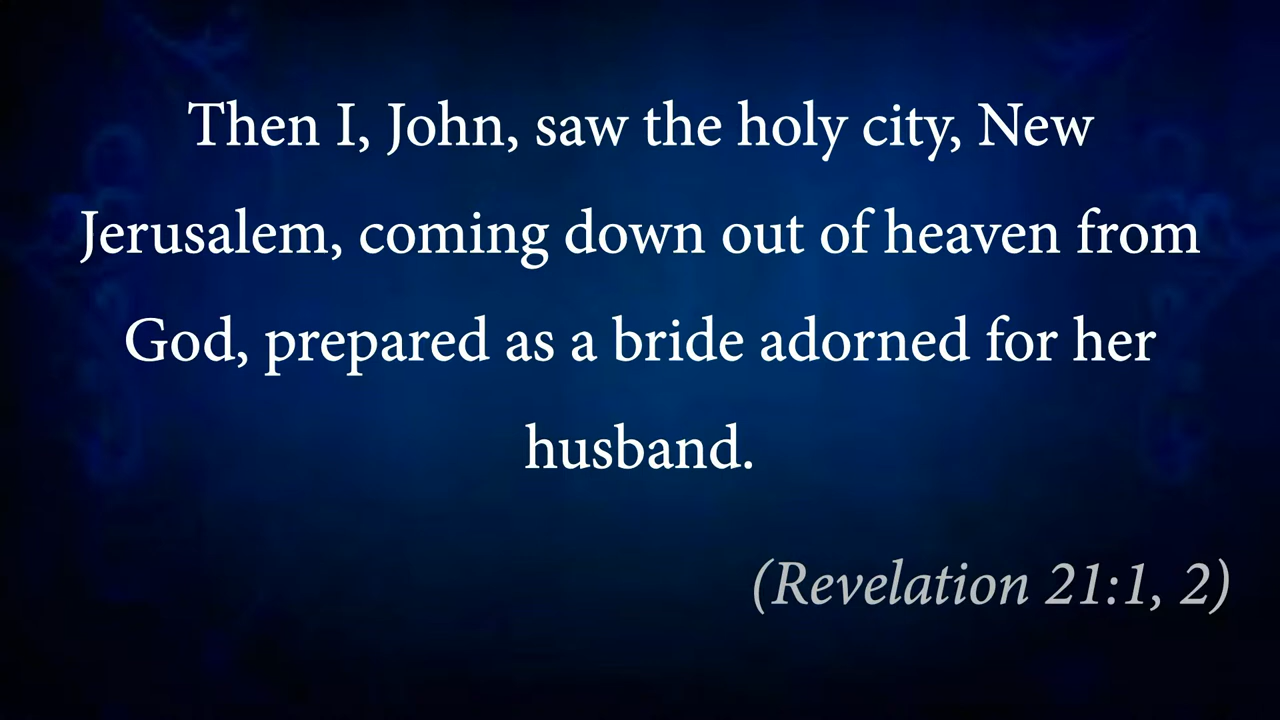 Then I, John, saw the holy city, New
Jerusalem, coming down out of heaven from
God, prepared as a bride adorned for her
husband.
(Revelation 21:1, 2)